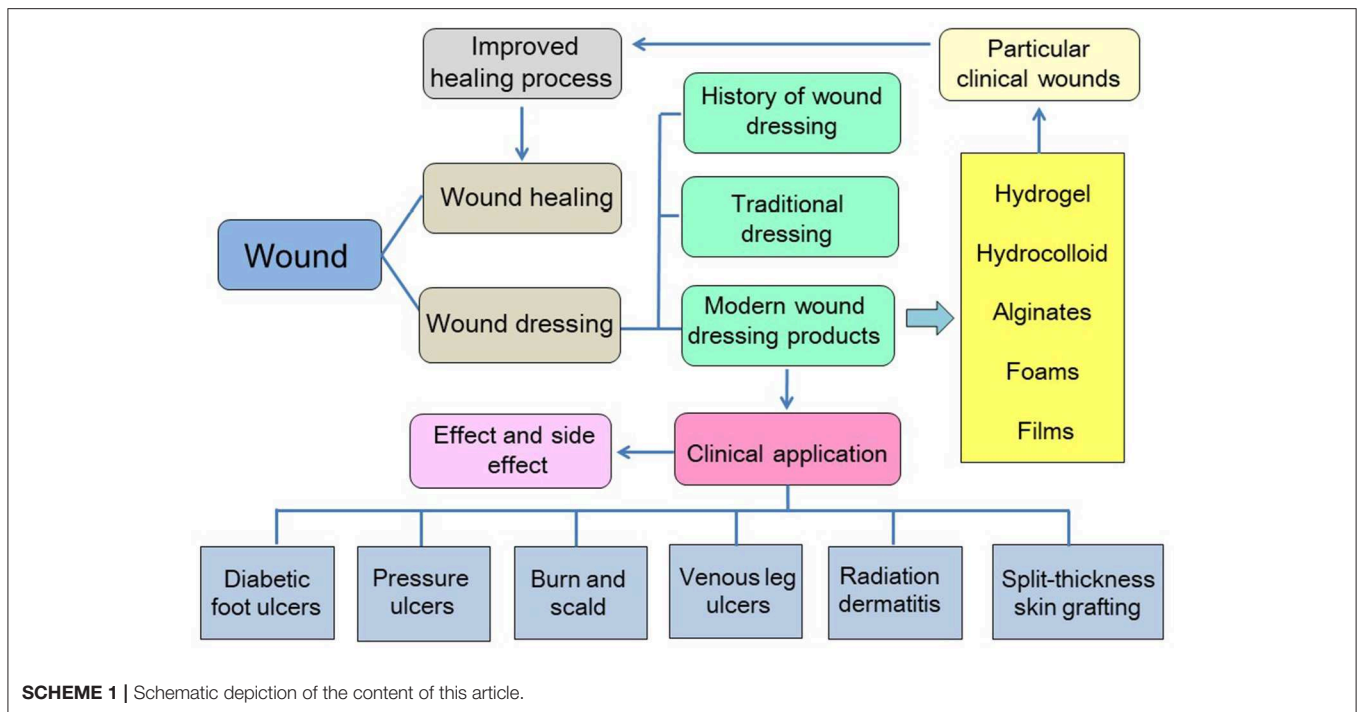 Improved
healing process
Particular
clinical wounds
History of wound
dressing
Wound healing
Traditional
dressing
Wound
Wound dressing
Modern wound
dressing products
Hydrogel
Hydrocolloid
Alginates
Foams
Films
Effect and side
effect
Clinical application
Diabetic
foot ulcers
Pressure
ulcers
Burn and
scald
Venous leg
ulcers
Radiation
dermatitis
Split-thickness
skin grafting
SCHEME 1 | Schematic depiction of the content of this article.